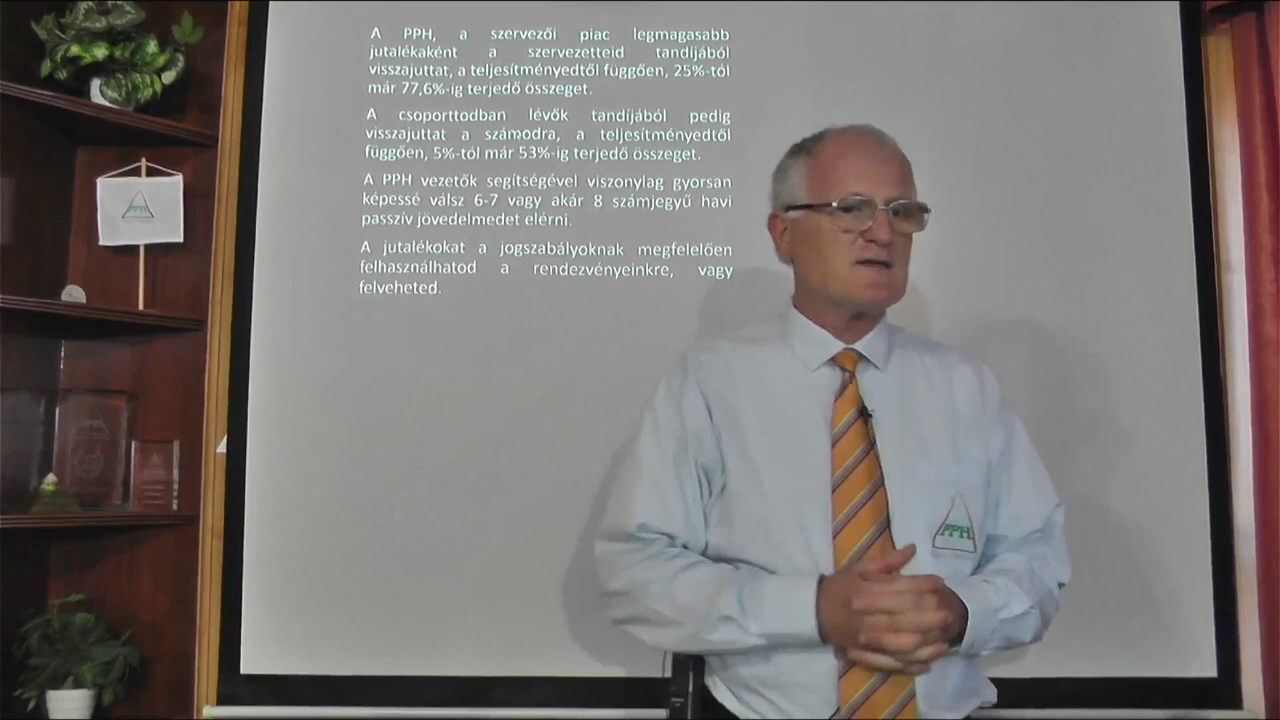 A PPH, a szervezői piac legmagasabb
jutalékaként a szervezetteid tandíjából
visszajuttat, a teljesítményedtől függően, 25%-tól
már 77,6%-ig terjedő összeget.
A csoporttodban lévők tandíjából pedig
visszajuttat a számodra, a teljesítményedtől
függően, 5%-tól már 53%-ig terjedő összeget.
A PPH vezetők segítségével viszonylag gyorsan
képessé válsz 6-7 vagy akár 8 számjegyű havi
passzív jövedelmedet elérni.
A jutalékokat a jogszabályoknak megfelelően
felhasználhatod a rendezvényeinkre, vagy
felveheted.
PPH
PPH